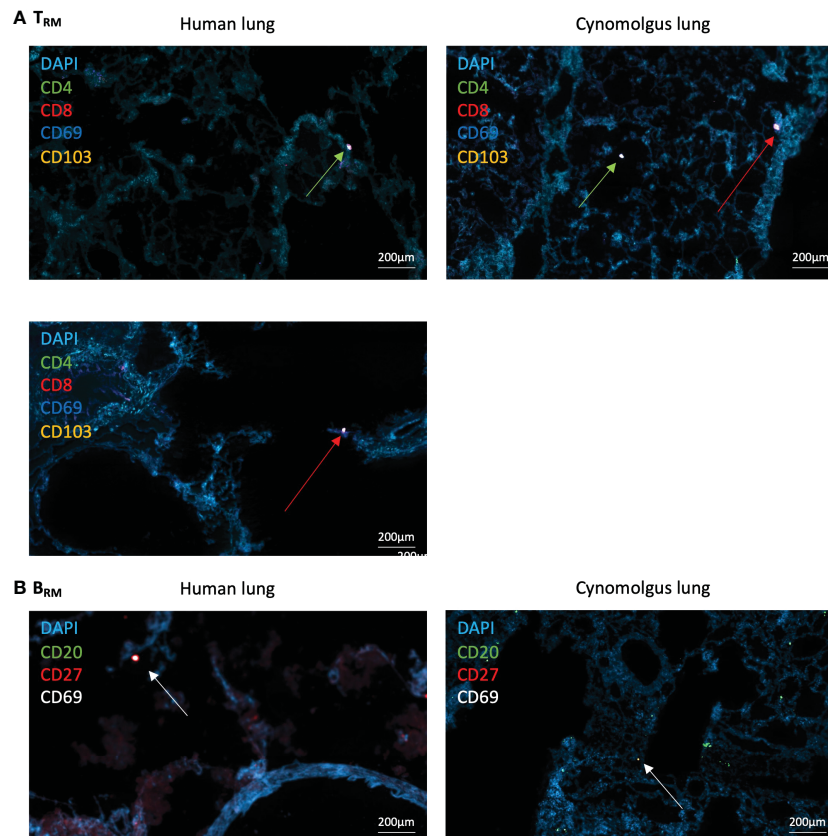 A TRM
Human lung
Cynomolgus lung
DAPI
CD4
CD8
CD69
CD103
200µm
DAPI
CD4
CD8
CD69
CD103
200µm
DAPI
CD4
CD8
CD69
CD103
200µm
200µm
B BRM
Human lung
Cynomolgus lung
DAPI
CD20
CD27
CD69
200µm
DAPI
CD20
CD27
CD69
200µm